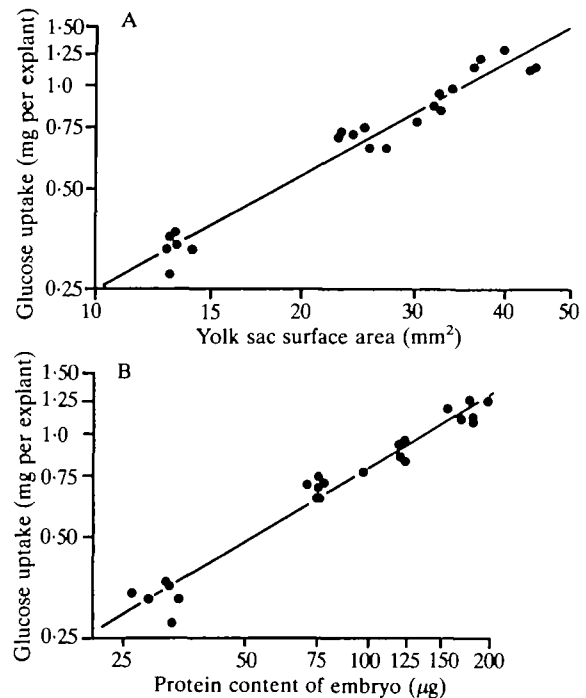 A
Glucose uptake (mg per explant)
1·50
1·25
1·0
0·75
0·50
0·25
10 15 20 30 40 50
Yolk sac surface area (mm²)
B
Glucose uptake (mg per explant)
1·50
1·25
1·0
0·75
0·50
0·25
25 50 75 100 125 150 200
Protein content of embryo (μg)